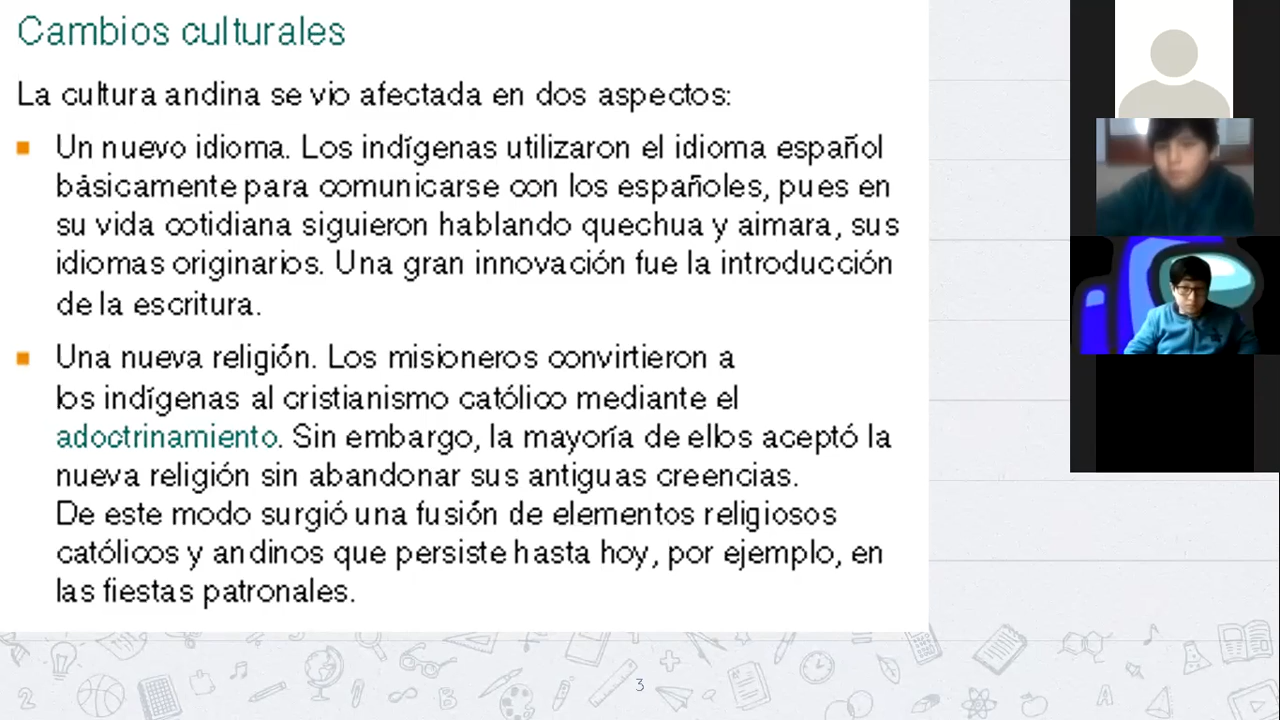 Cambios culturales
La cultura andina se vio afectada en dos aspectos:
Un nuevo idioma. Los indígenas utilizaron el idioma español
básicamente para comunicarse con los españoles, pues en
su vida cotidiana siguieron hablando quechua y aimara, sus
idiomas originarios. Una gran innovación fue la introducción
de la escritura.
Una nueva religión. Los misioneros convirtieron a
los indígenas al cristianismo católico mediante el
adoctrinamiento. Sin embargo, la mayoría de ellos aceptó la
nueva religión sin abandonar sus antiguas creencias.
De este modo surgió una fusión de elementos religiosos
católicos y andinos que persiste hasta hoy, por ejemplo, en
las fiestas patronales.
3